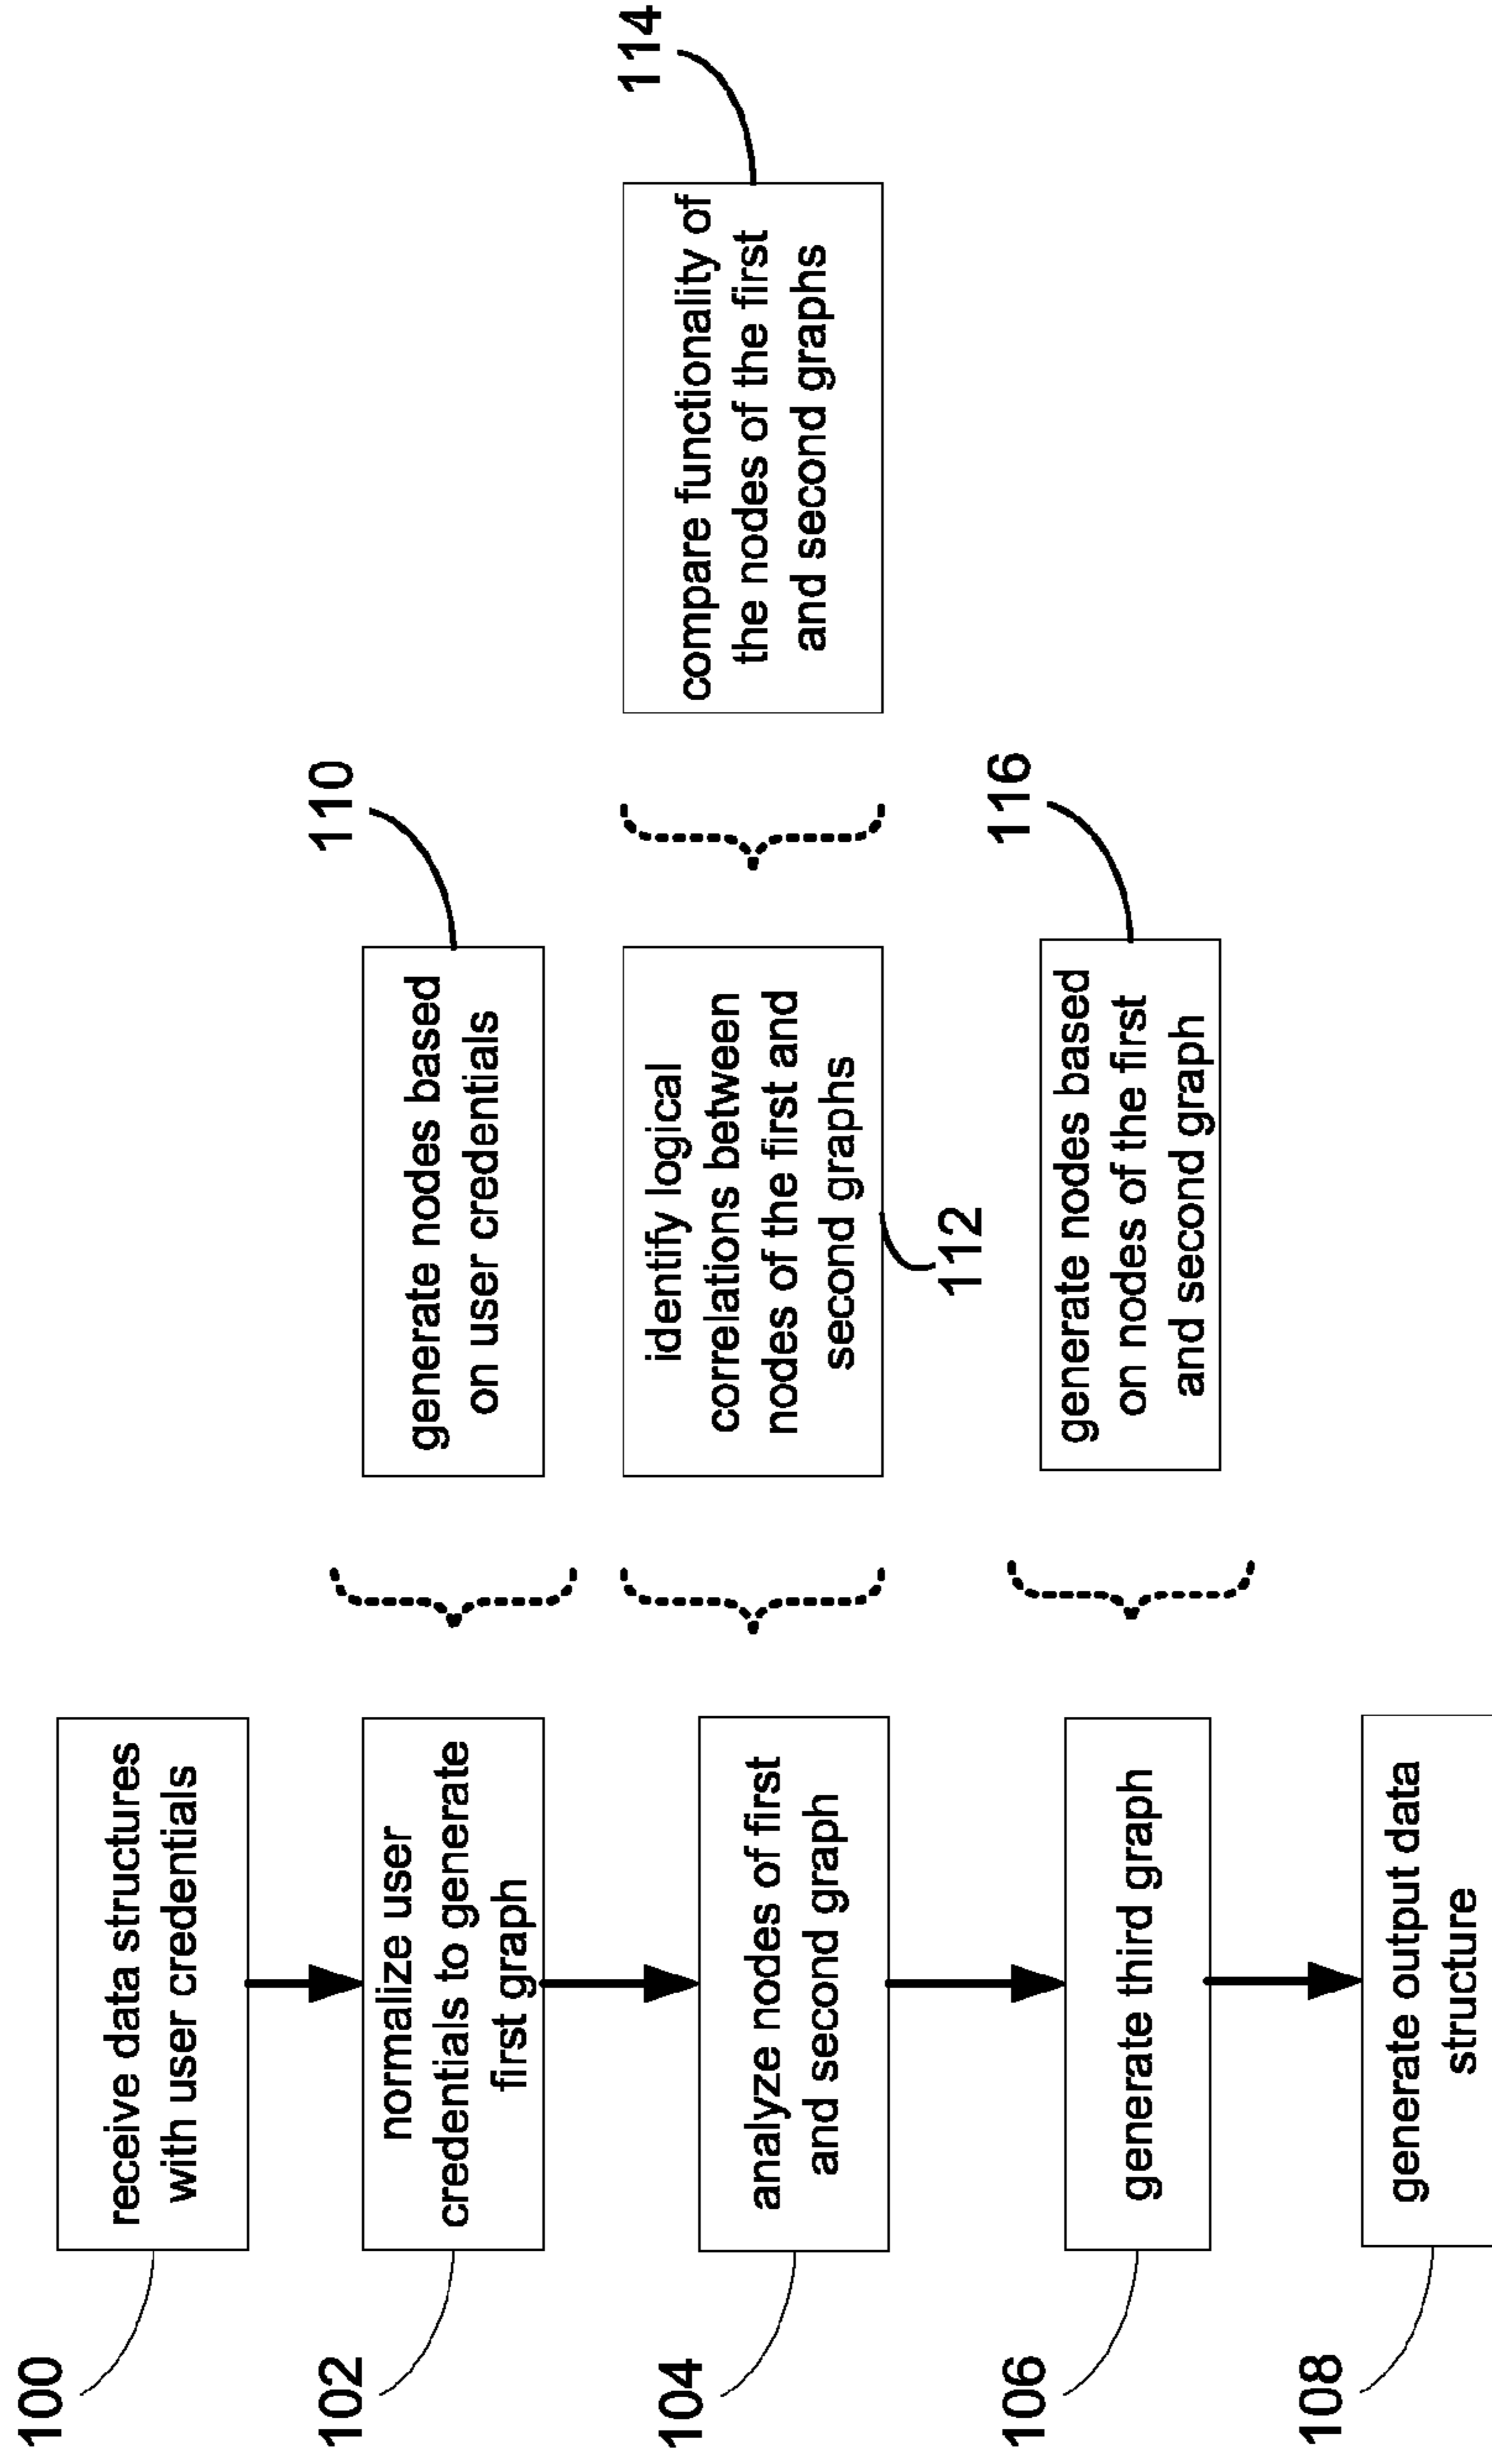 100
receive data structures
with user credentials
102
normalize user
credentials to generate
first graph
110
generate nodes based
on user credentials
104
analyze nodes of first
and second graph
identify logical
correlations between
nodes of the first and
second graphs
112
114
compare functionality of
the nodes of the first
and second graphs
106
generate third graph
116
generate nodes based
on nodes of the first
and second graph
108
generate output data
structure